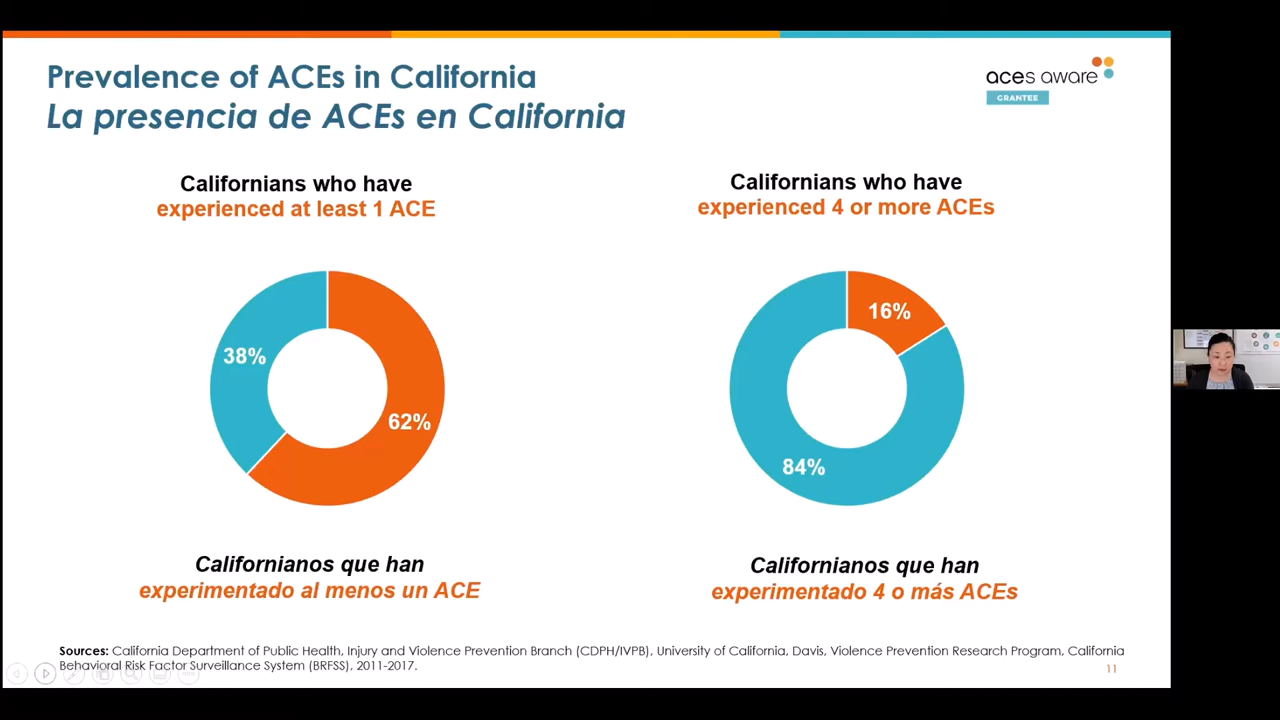 Prevalence of ACEs in California
La presencia de ACEs en California
aces aware
GRANTEE
Californians who have
experienced at least 1 ACE
Californians who have
experienced 4 or more ACEs
38%
62%
16%
84%
Californianos que han
experimentado al menos un ACE
Californianos que han
experimentado 4 o más ACEs
Sources: California Department of Public Health, Injury and Violence Prevention Branch (CDPH/IVPB), University of California, Davis, Violence Prevention Research Program, California
Behavioral Risk Factor Surveillance System (BRFSS), 2011-2017.
11